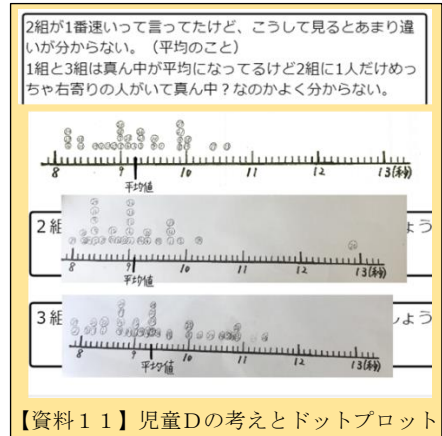 2組が1番速いって言ってたけど、こうして見るとあまり違
いが分からない。（平均のこと）
1組と3組は真ん中が平均になってるけど2組に1人だけめっ
ちゃ右寄りの人がいて真ん中？なのかよく分からない。
8 9 10 11 12 13(秒)
平均値
2組 ょう
8 9 10 11 12 13(秒)
平均値
3組 しょう
8 9 10 11 12 13(秒)
平均値
【資料１１】児童Ｄの考えとドットプロット